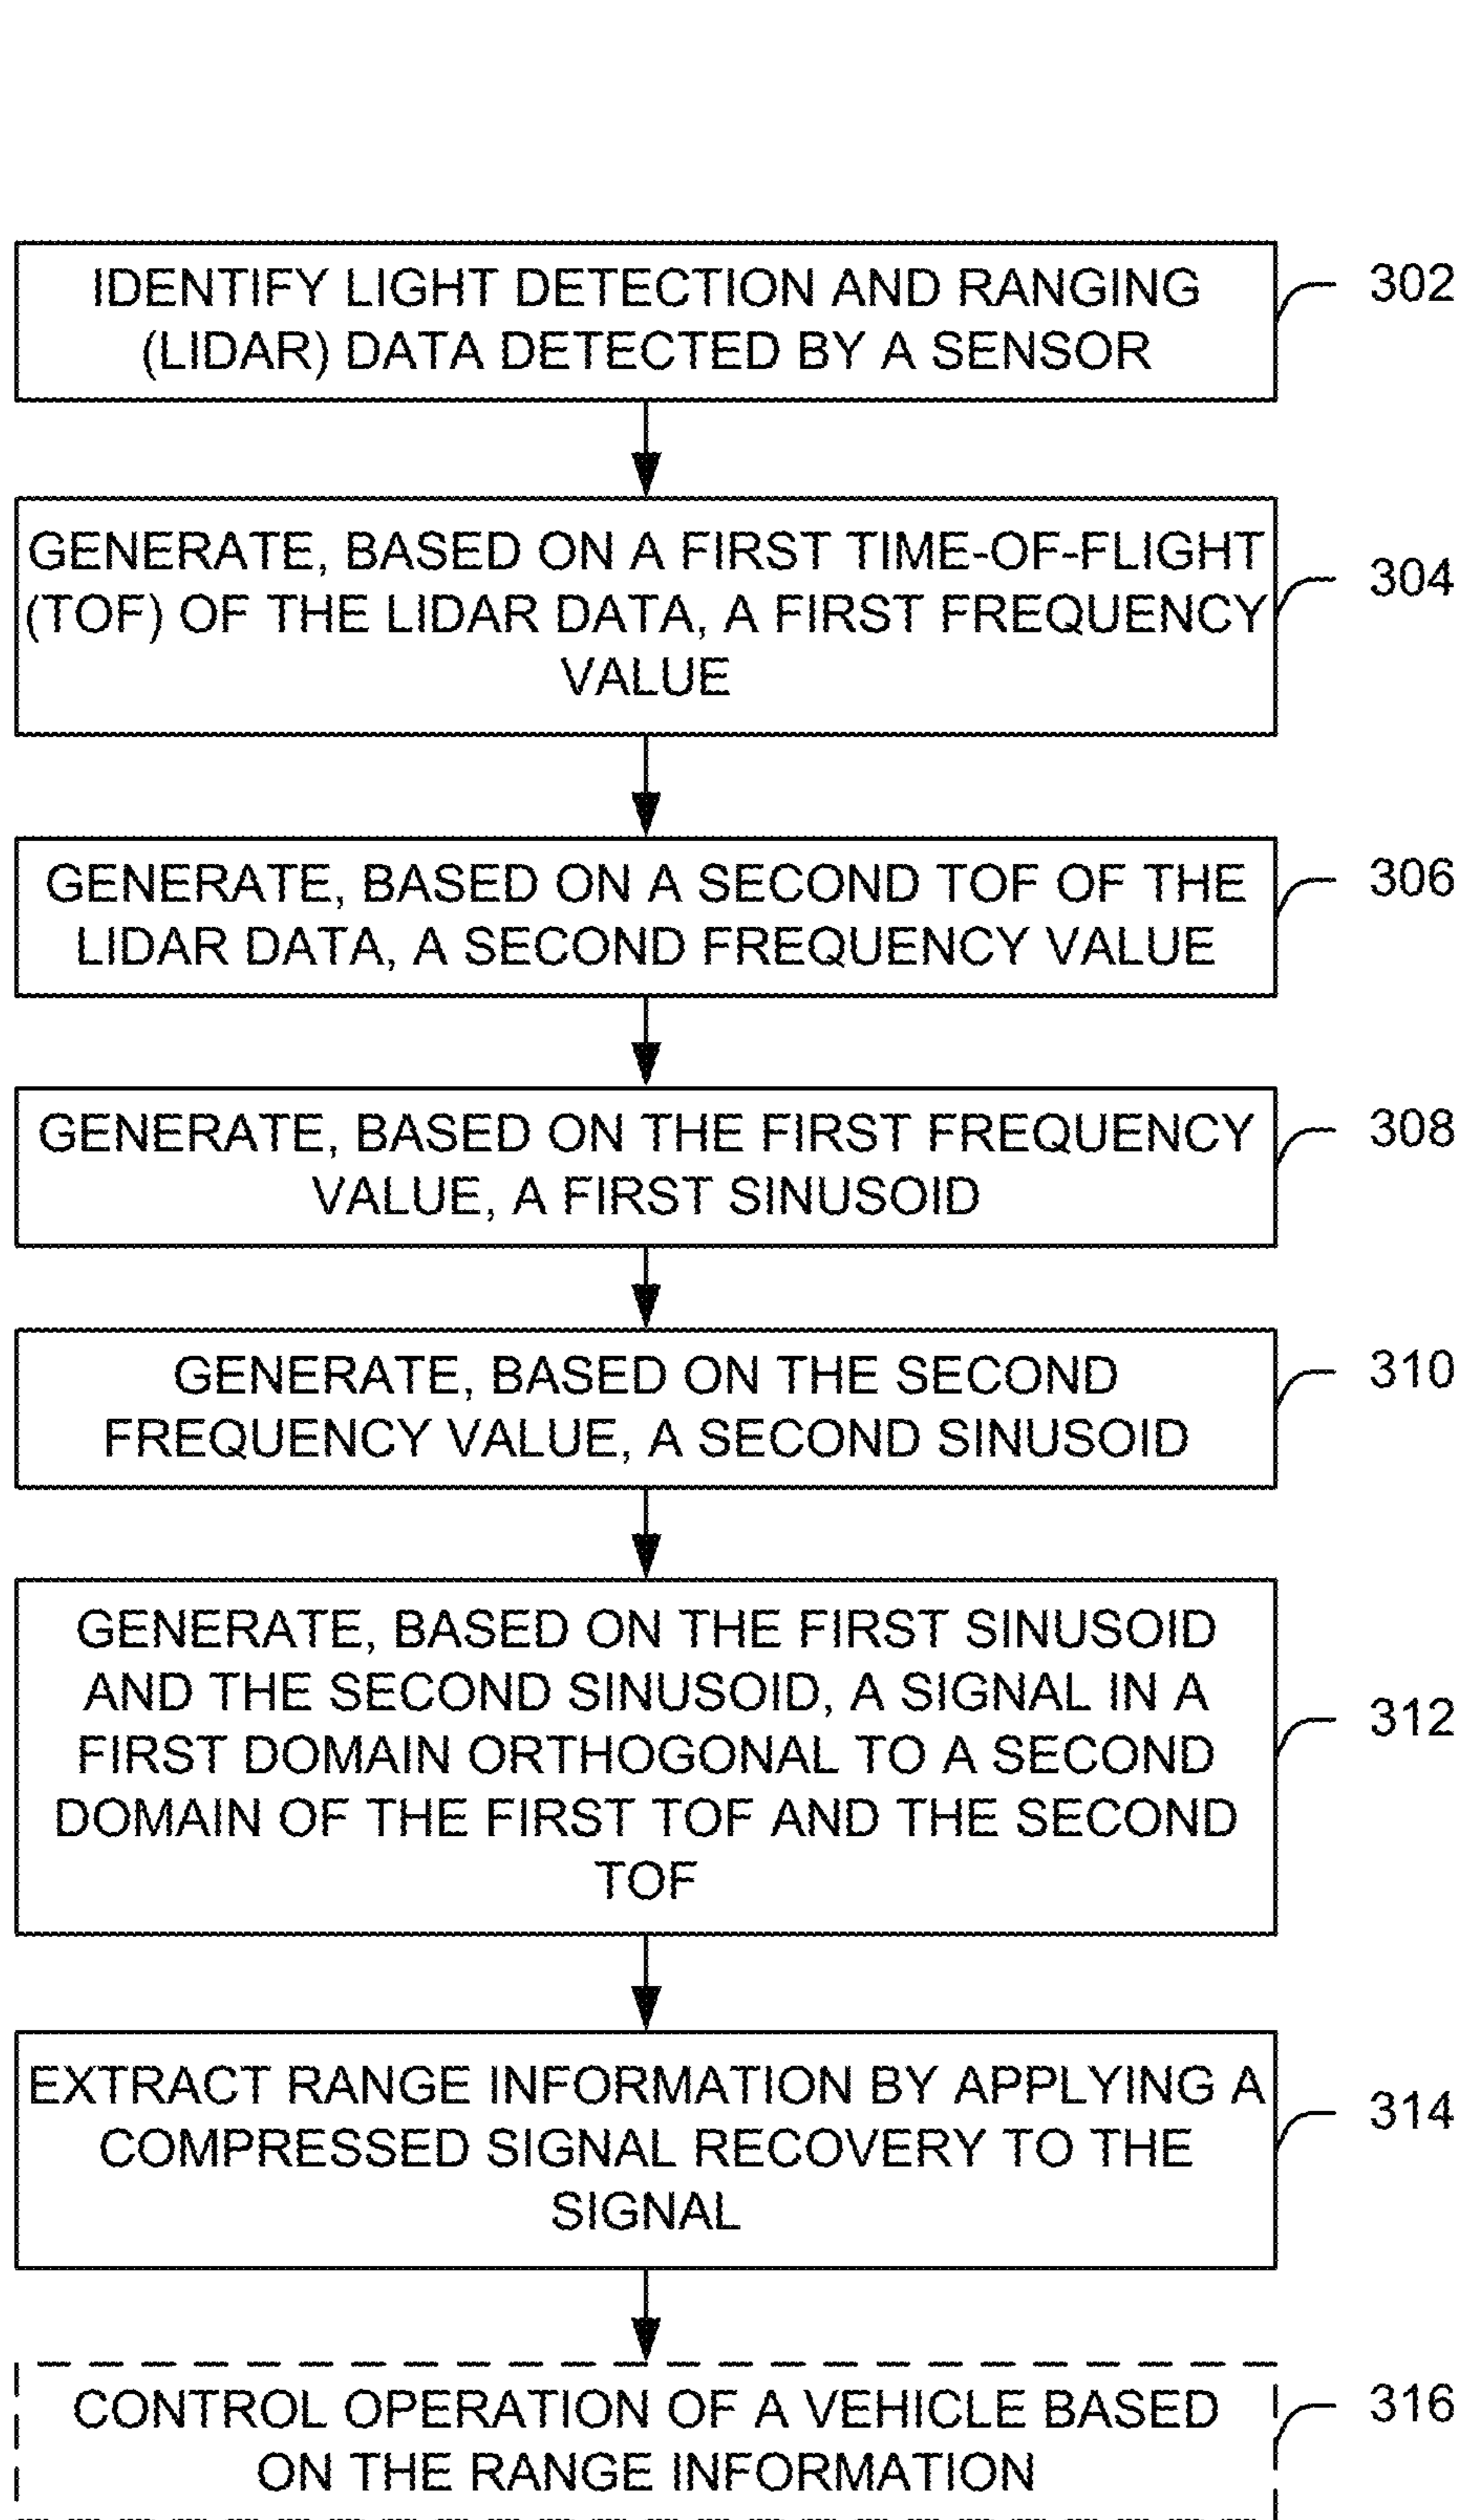 IDENTIFY LIGHT DETECTION AND RANGING
(LIDAR) DATA DETECTED BY A SENSOR
302
GENERATE, BASED ON A FIRST TIME-OF-FLIGHT
(TOF) OF THE LIDAR DATA, A FIRST FREQUENCY
VALUE
304
GENERATE, BASED ON A SECOND TOF OF THE
LIDAR DATA, A SECOND FREQUENCY VALUE
306
GENERATE, BASED ON THE FIRST FREQUENCY
VALUE, A FIRST SINUSOID
308
GENERATE, BASED ON THE SECOND
FREQUENCY VALUE, A SECOND SINUSOID
310
GENERATE, BASED ON THE FIRST SINUSOID
AND THE SECOND SINUSOID, A SIGNAL IN A
FIRST DOMAIN ORTHOGONAL TO A SECOND
DOMAIN OF THE FIRST TOF AND THE SECOND
TOF
312
EXTRACT RANGE INFORMATION BY APPLYING A
COMPRESSED SIGNAL RECOVERY TO THE
SIGNAL
314
CONTROL OPERATION OF A VEHICLE BASED
ON THE RANGE INFORMATION
316